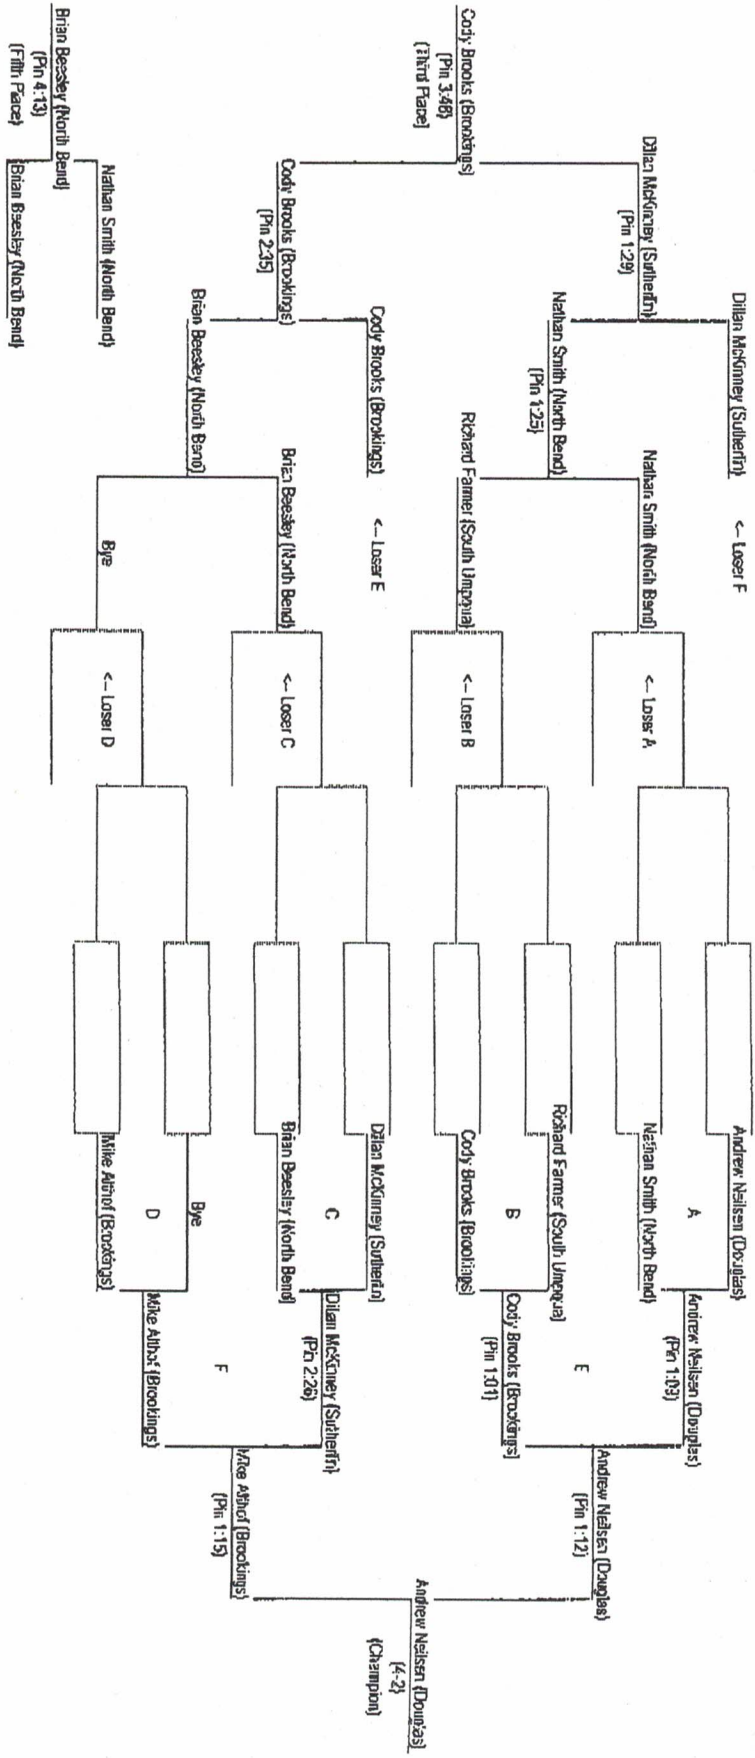 Andrew Neilsen (Douglas)
A
Nathan Smith (North Bend)
Andrew Neilsen (Douglas)
(Pin 1:09)
Richard Farmer (South Umpqua)
B
Cody Brooks (Brookings)
Cody Brooks (Brookings)
(Pin 1:01)
E
Andrew Neilsen (Douglas)
(Pin 1:12)
Dillan McKinney (Sutherlin)
C
Brian Beesley (North Bend)
Dillan McKinney (Sutherlin)
(Pin 2:26)
Bye
D
Mike Althof (Brookings)
Mike Althof (Brookings)
F
Mike Althof (Brookings)
(Pin 1:15)
Andrew Neilsen (Douglas)
(4-2)
(Champion)
<-- Loser F
Dillan McKinney (Sutherlin)
<-- Loser A
Nathan Smith (North Bend)
<-- Loser B
Richard Farmer (South Umpqua)
Nathan Smith (North Bend)
(Pin 1:25)
Dillan McKinney (Sutherlin)
(Pin 1:29)
<-- Loser E
Cody Brooks (Brookings)
<-- Loser C
Brian Beesley (North Bend)
<-- Loser D
Bye
Brian Beesley (North Bend)
Cody Brooks (Brookings)
(Pin 2:35)
Cody Brooks (Brookings)
(Pin 3:48)
(Third Place)
Nathan Smith (North Bend)
Brian Beesley (North Bend)
Brian Beesley (North Bend)
(Pin 4:13)
(Fifth Place)